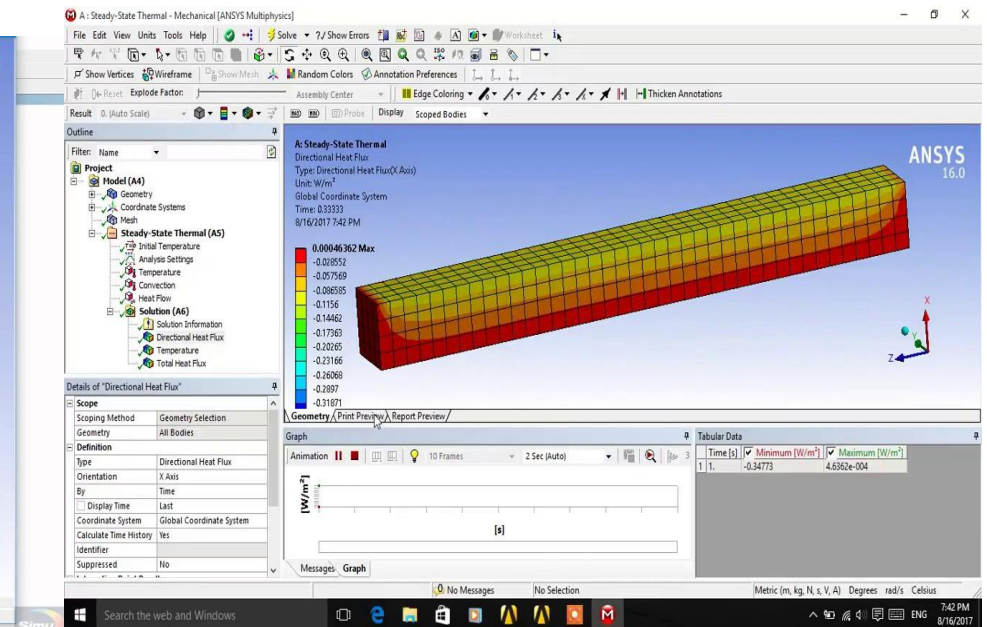 A : Steady-State Thermal - Mechanical [ANSYS Multiphysics]
File Edit View Units Tools Help Solve ?/ Show Errors A Worksheet
Show Vertices Wireframe Show Mesh Random Colors Annotation Preferences
Reset Explode Factor: Assembly Center Edge Coloring Thicken Annotations
Result 0. (Auto Scale) Probe Display Scoped Bodies
Outline
Filter: Name
Project
Model (A4)
Geometry
Coordinate Systems
Mesh
Steady-State Thermal (A5)
Initial Temperature
Analysis Settings
Temperature
Convection
Heat Flow
Solution (A6)
Solution Information
Directional Heat Flux
Temperature
Total Heat Flux
A: Steady-State Thermal
Directional Heat Flux
Type: Directional Heat Flux(X Axis)
Unit: W/m²
Global Coordinate System
Time: 0.33333
8/16/2017 7:42 PM
0.00046362 Max
-0.028552
-0.057569
-0.086585
-0.1156
-0.14462
-0.17363
-0.20265
-0.23166
-0.26068
-0.2897
-0.31871
ANSYS
16.0
X
Y
Z
Geometry Print Preview Report Preview
Details of "Directional Heat Flux"
Scope
Scoping Method Geometry Selection
Geometry All Bodies
Definition
Type Directional Heat Flux
Orientation X Axis
By Time
Display Time Last
Coordinate System Global Coordinate System
Calculate Time History Yes
Identifier
Suppressed No
Graph
Animation 10 Frames 2 Sec (Auto) 3
[W/m²]
[s]
Messages Graph
Tabular Data
Time [s] Minimum [W/m²] Maximum [W/m²]
1 1. -0.34773 4.6362e-004
No Messages No Selection Metric (m, kg, N, s, V, A) Degrees rad/s Celsius
Search the web and Windows
ENG 7:42 PM
8/16/2017